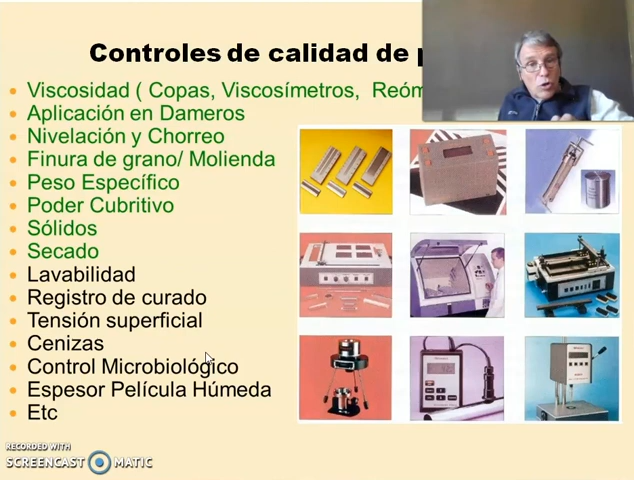 Controles de calidad de
Viscosidad ( Copas, Viscosímetros, Reóm
Aplicación en Dameros
Nivelación y Chorreo
Finura de grano/ Molienda
Peso Específico
Poder Cubritivo
Sólidos
Secado
Lavabilidad
Registro de curado
Tensión superficial
Cenizas
Control Microbiológico
Espesor Película Húmeda
Etc
RECORDED WITH
SCREENCAST MATIC